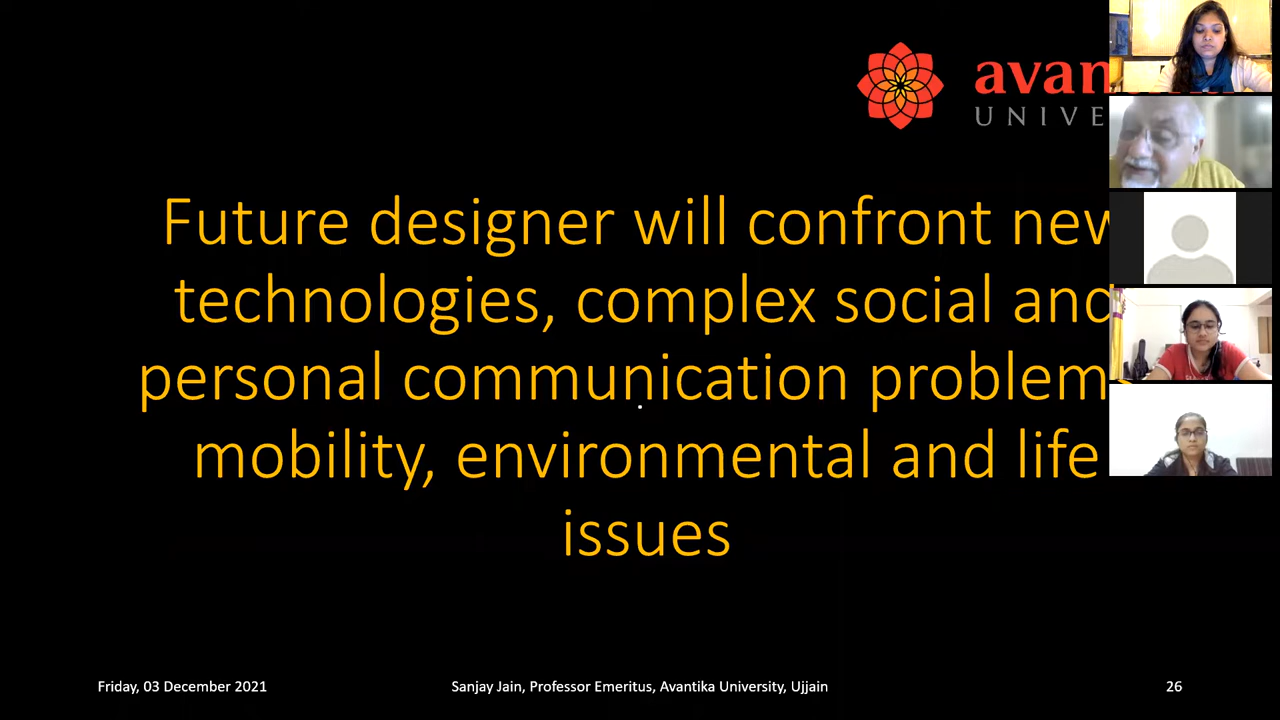 UNIVE
Future designer will confront new
technologies, complex social and
personal communication problem
mobility, environmental and life
issues
Friday, 03 December 2021
Sanjay Jain, Professor Emeritus, Avantika University, Ujjain
26